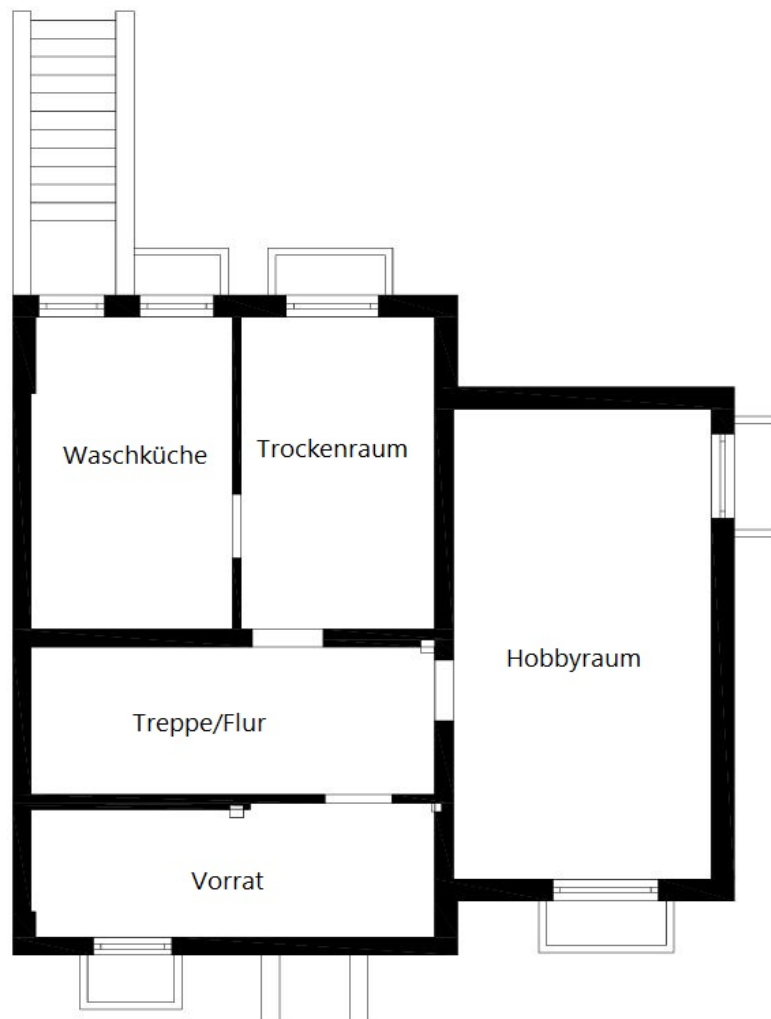 Waschküche
Trockenraum
Hobbyraum
Treppe/Flur
Vorrat